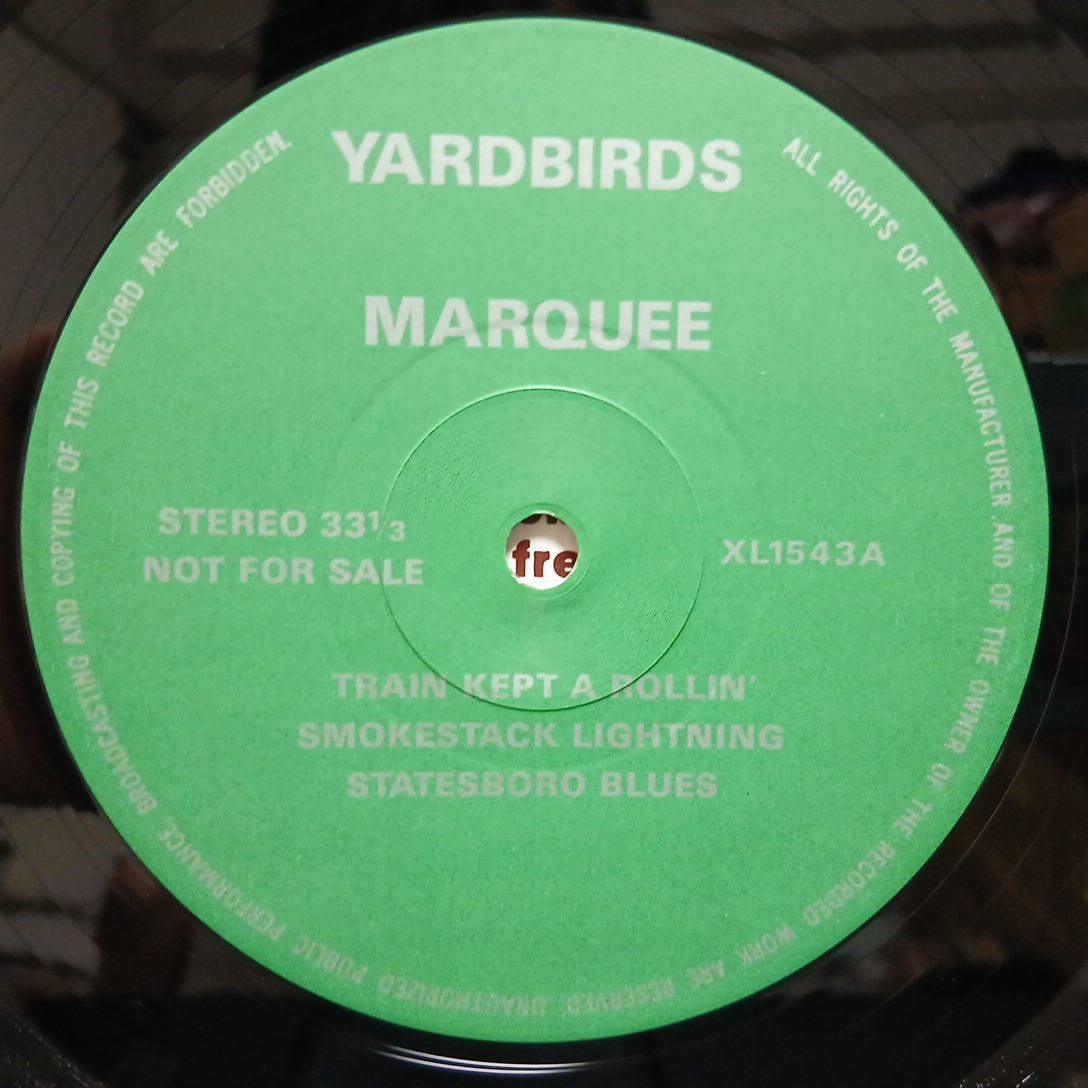 YARDBIRDS
MARQUEE
STEREO 33⅓
NOT FOR SALE
XL1543A
fre
TRAIN KEPT A ROLLIN'
SMOKESTACK LIGHTNING
STATESBORO BLUES
ALL RIGHTS OF THE MANUFACTURER AND OF THE OWNER OF THE RECORDED WORK ARE RESERVED UNAUTHORIZED PUBLIC PERFORMANCE, BROADCASTING AND COPYING OF THIS RECORD ARE FORBIDDEN.